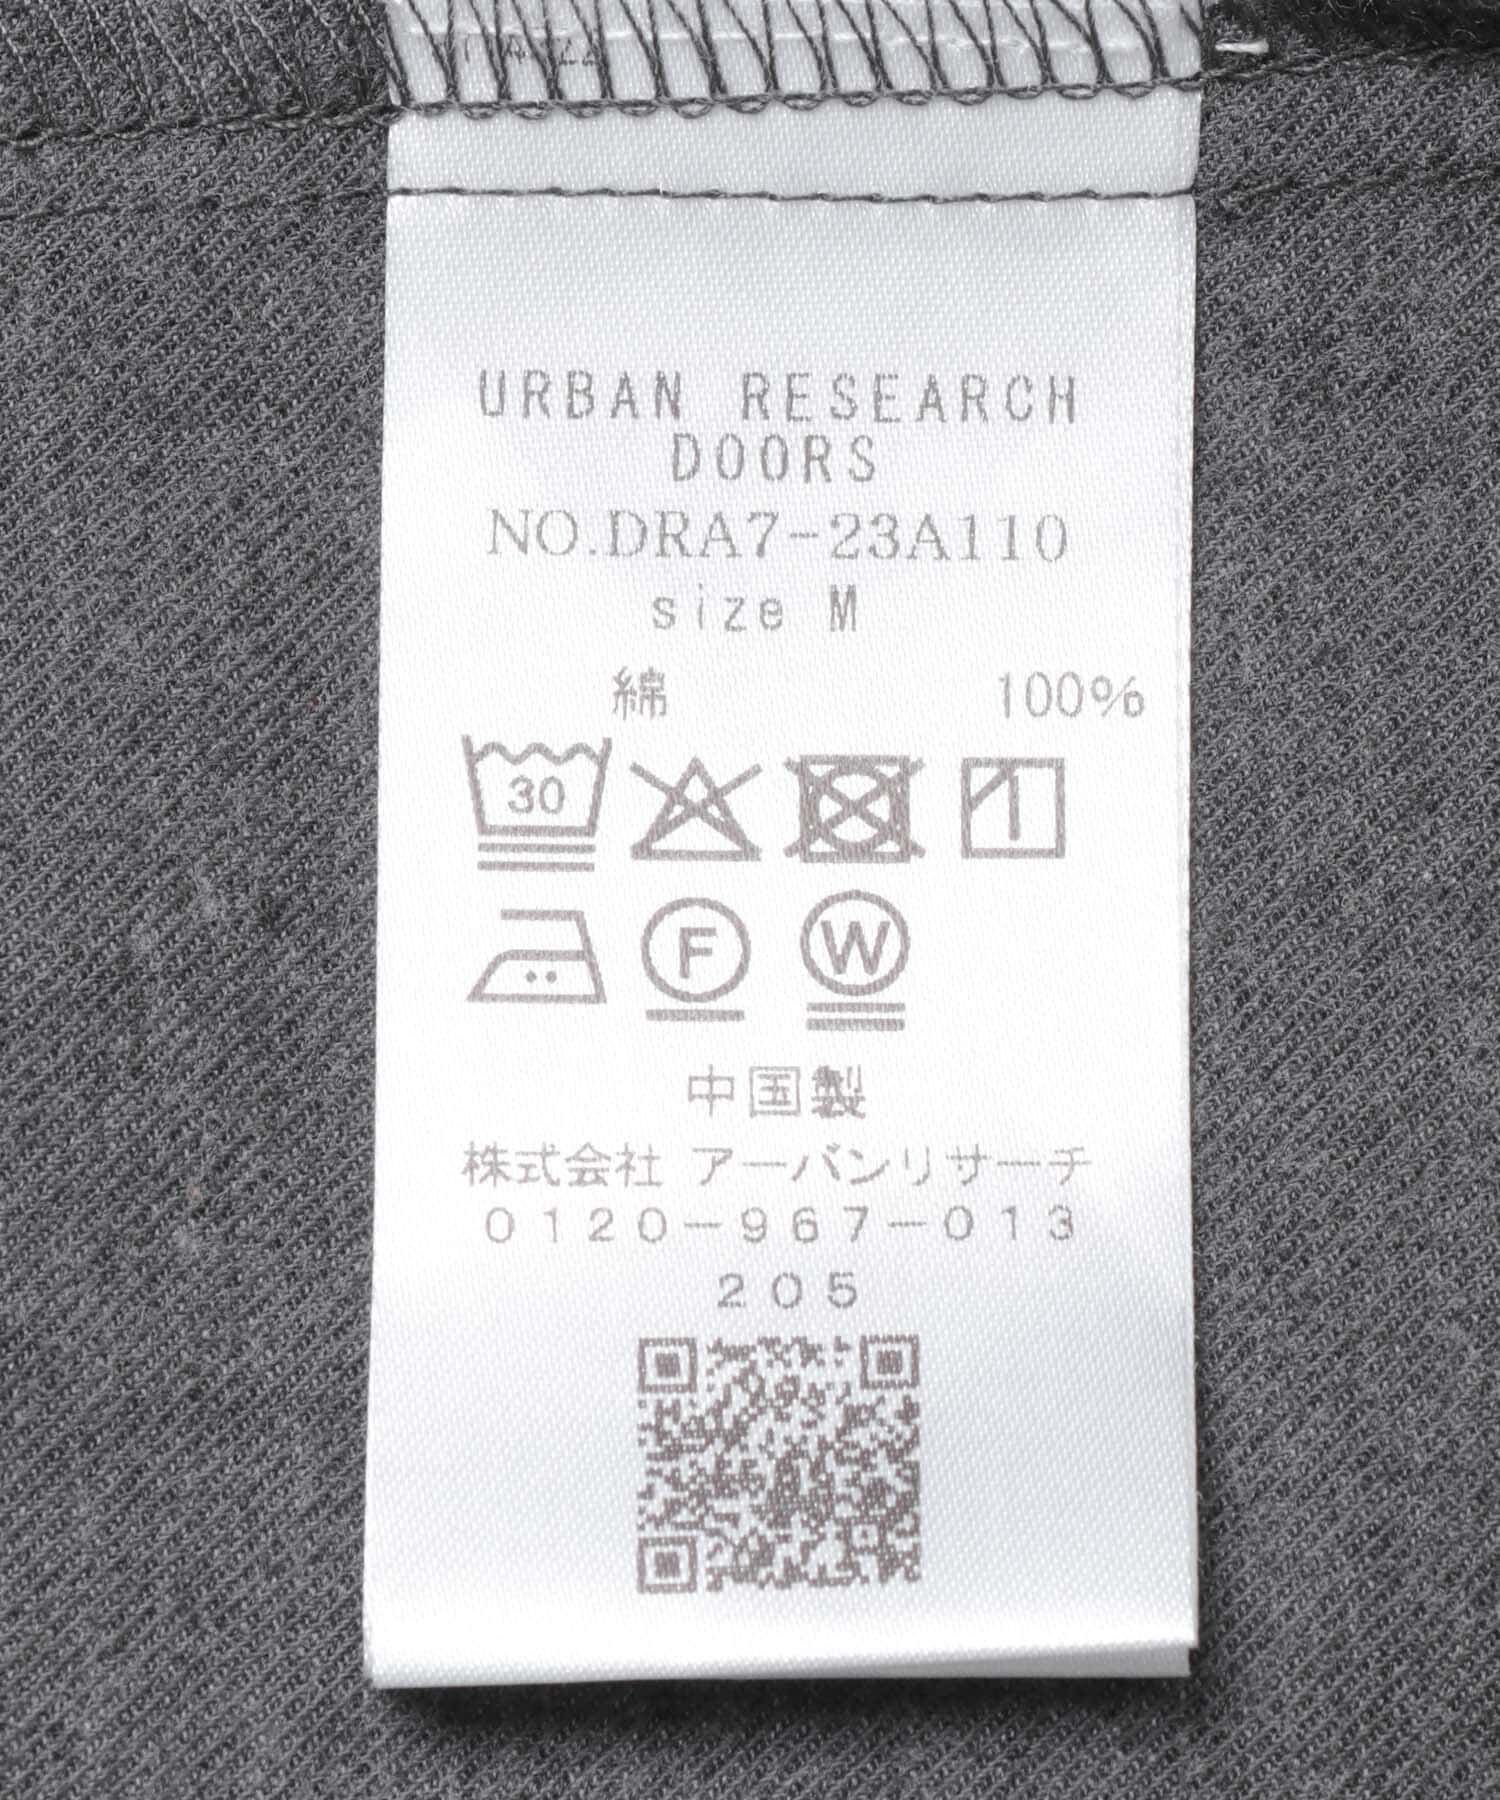 URBAN RESEARCH
DOORS
NO.DRA7-23A110
size M
綿 100%
30
F W
中国製
株式会社 アーバンリサーチ
0120-967-013
205